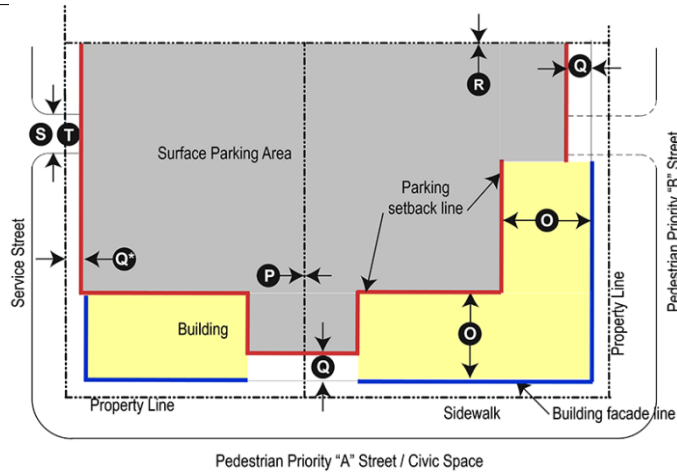 R
Q
S T
Surface Parking Area
Parking
setback line
O
Q*
P
Service Street
Pedestrian Priority “B” Street
Property Line
Building
O
Q
Property Line
Sidewalk
Building facade line
Pedestrian Priority “A” Street / Civic Space